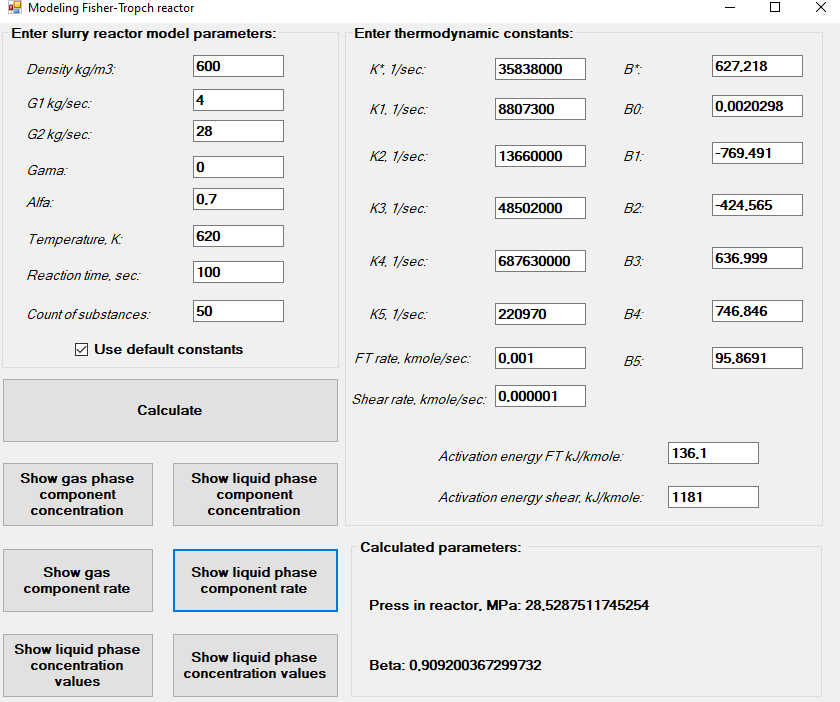 Modeling Fisher-Tropch reactor
Enter slurry reactor model parameters:
Density kg/m3:
600
G1 kg/sec:
4
G2 kg/sec:
28
Gama:
0
Alfa:
0.7
Temperature, K:
620
Reaction time, sec:
100
Count of substances:
50
Use default constants
Calculate
Show gas phase
component
concentration
Show liquid phase
component
concentration
Show gas
component rate
Show liquid phase
component rate
Show liquid phase
concentration
values
Show liquid phase
concentration values
Enter thermodynamic constants:
K*, 1/sec:
35838000
B*:
627.218
K1, 1/sec:
8807300
B0:
0.0020298
K2, 1/sec:
13660000
B1:
-769.491
K3, 1/sec:
48502000
B2:
-424.565
K4, 1/sec:
687630000
B3:
636.999
K5, 1/sec:
220970
B4:
746.846
FT rate, kmole/sec:
0.001
B5:
95.8691
Shear rate, kmole/sec:
0.000001
Activation energy FT kJ/kmole:
136.1
Activation energy shear, kJ/kmole:
1181
Calculated parameters:
Press in reactor, MPa: 28.5287511745254
Beta: 0.909200367299732